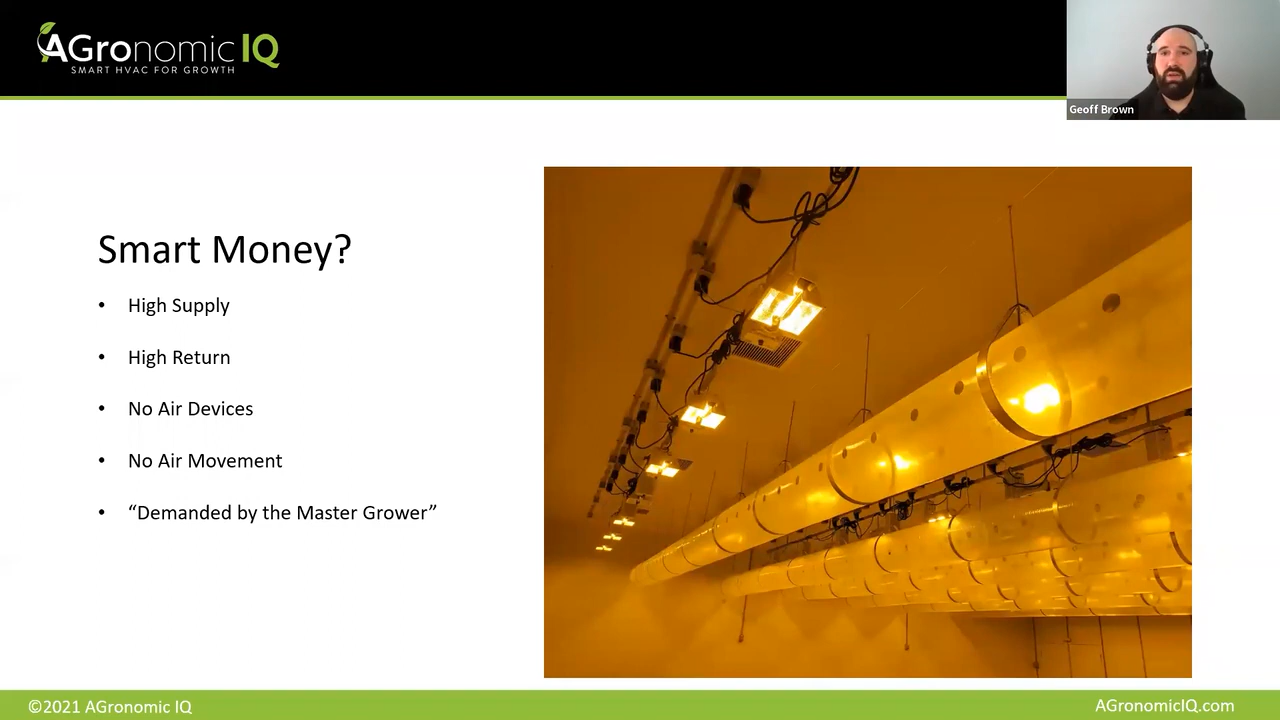 AGronomic IQ
SMART HVAC FOR GROWTH
Geoff Brown
Smart Money?
• High Supply
• High Return
• No Air Devices
• No Air Movement
• “Demanded by the Master Grower”
©2021 AGronomic IQ
AGronomicIQ.com